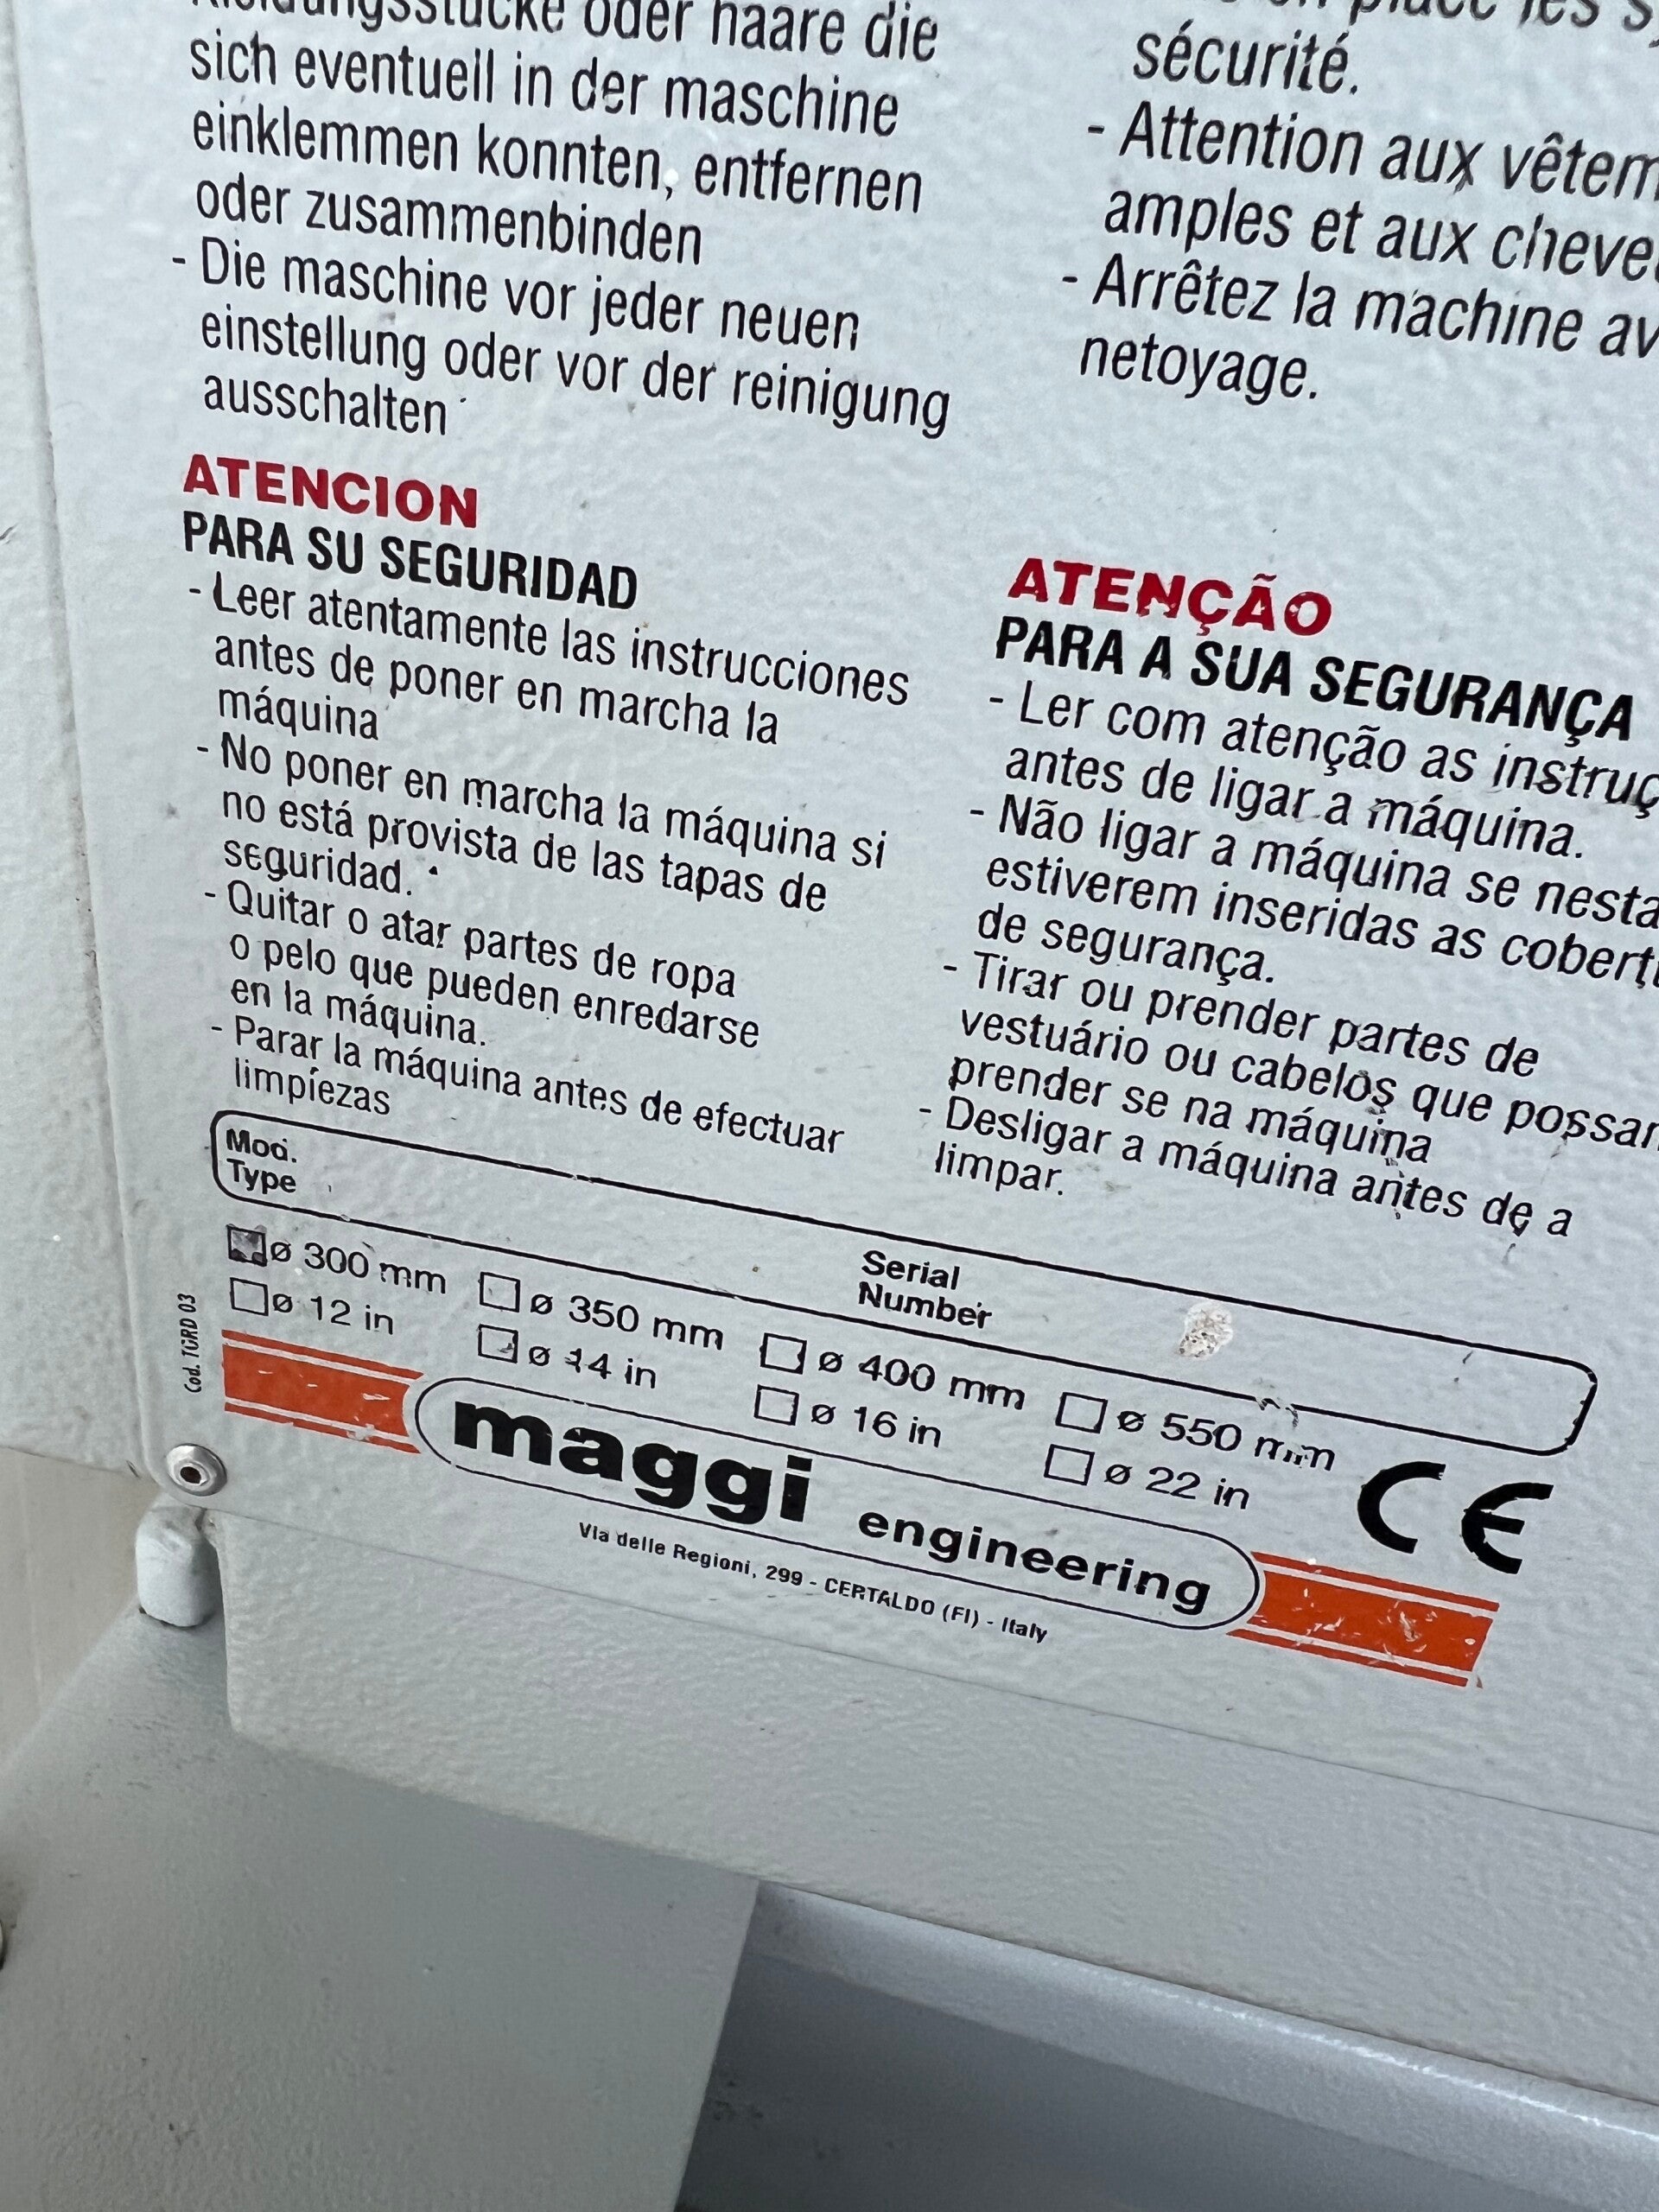 oder haare die
sich eventuell in der maschine
einklemmen konnten, entfernen
oder zusammenbinden
- Die maschine vor jeder neuen
einstellung oder vor der reinigung
ausschalten
place les
sécurité.
- Attention aux
amples et aux
- Arrêtez la machine
netoyage.
ATENCION
PARA SU SEGURIDAD
- Leer atentamente las instrucciones
antes de poner en marcha la
máquina
- No poner en marcha la máquina si
no está provista de las tapas de
seguridad.
- Quitar o atar partes de ropa
o pelo que pueden enredarse
en la máquina.
- Parar la máquina antes de efectuar
limpiezas
ATENÇÃO
PARA A SUA SEGURANÇA
- Ler com atenção as
antes de ligar a máquina.
- Não ligar a máquina se
estiverem inseridas as
de segurança.
- Tirar ou prender partes de
vestuário ou cabelos que
prender se na máquina
- Desligar a máquina antes de a
limpar.
Mod.
Type
Serial
Number
ø 300 mm
ø 350 mm
ø 400 mm
ø 550 mm
ø 12 in
ø 14 in
ø 16 in
ø 22 in
Cod. TGRD 03
CE
maggi engineering
Via delle Regioni, 299 - CERTALDO (FI) - Italy